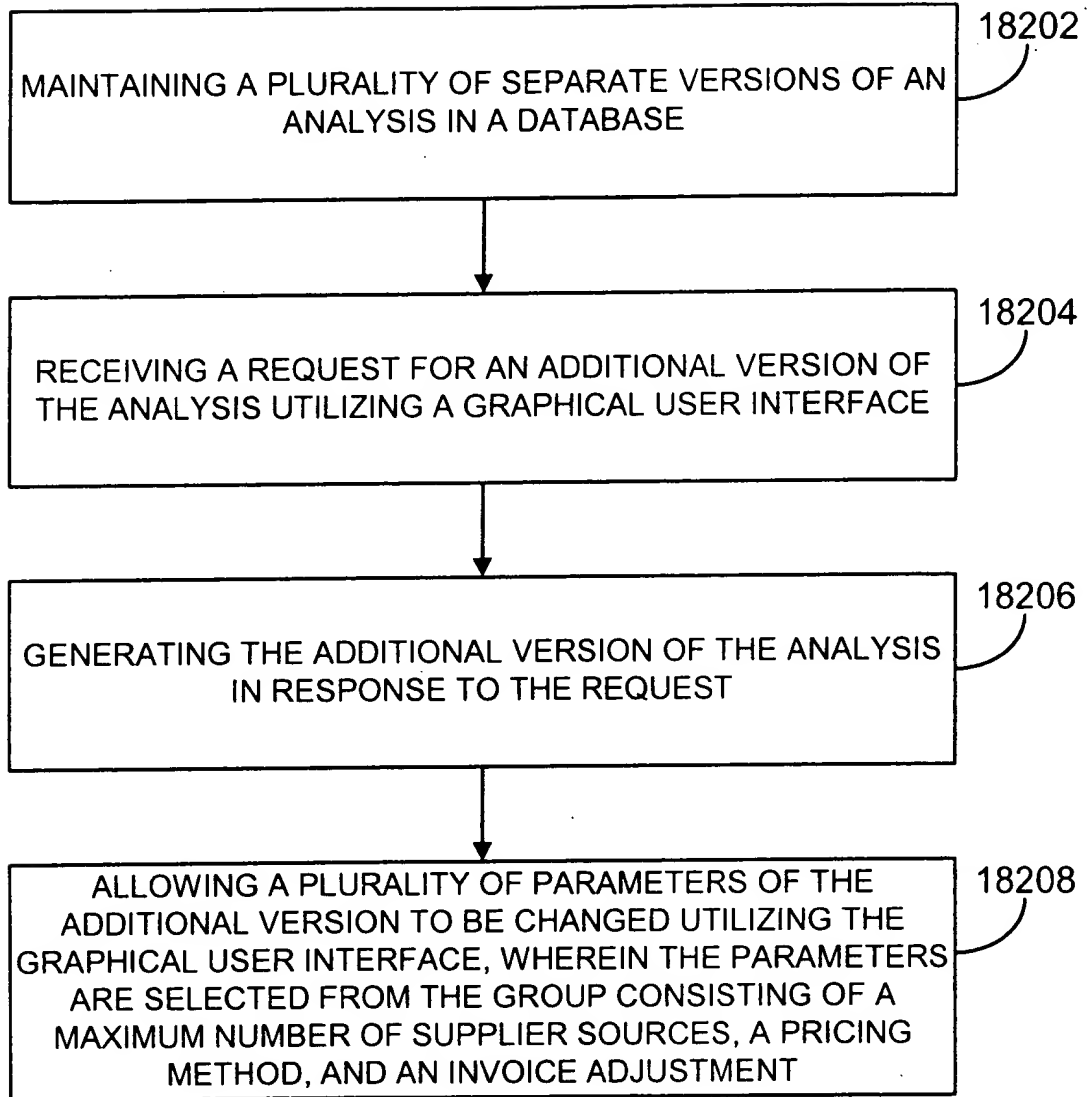 18202
MAINTAINING A PLURALITY OF SEPARATE VERSIONS OF AN
ANALYSIS IN A DATABASE
18204
RECEIVING A REQUEST FOR AN ADDITIONAL VERSION OF
THE ANALYSIS UTILIZING A GRAPHICAL USER INTERFACE
18206
GENERATING THE ADDITIONAL VERSION OF THE ANALYSIS
IN RESPONSE TO THE REQUEST
18208
ALLOWING A PLURALITY OF PARAMETERS OF THE
ADDITIONAL VERSION TO BE CHANGED UTILIZING THE
GRAPHICAL USER INTERFACE, WHEREIN THE PARAMETERS
ARE SELECTED FROM THE GROUP CONSISTING OF A
MAXIMUM NUMBER OF SUPPLIER SOURCES, A PRICING
METHOD, AND AN INVOICE ADJUSTMENT